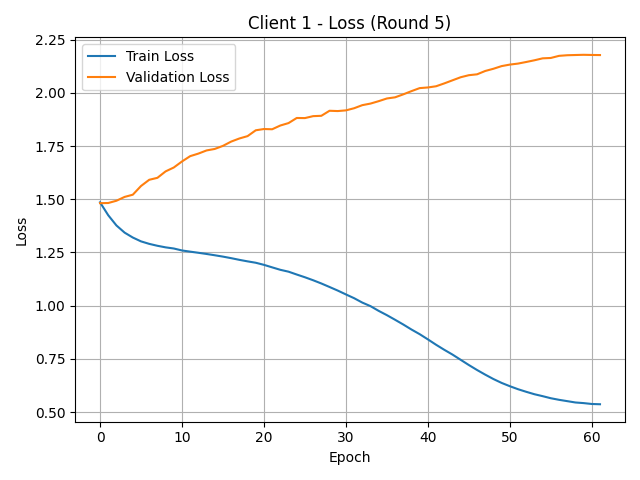 Client 1 - Loss (Round 5)
Train Loss
Validation Loss
2.25
2.00
1.75
1.50
1.25
1.00
0.75
0.50
Loss
0 10 20 30 40 50 60
Epoch